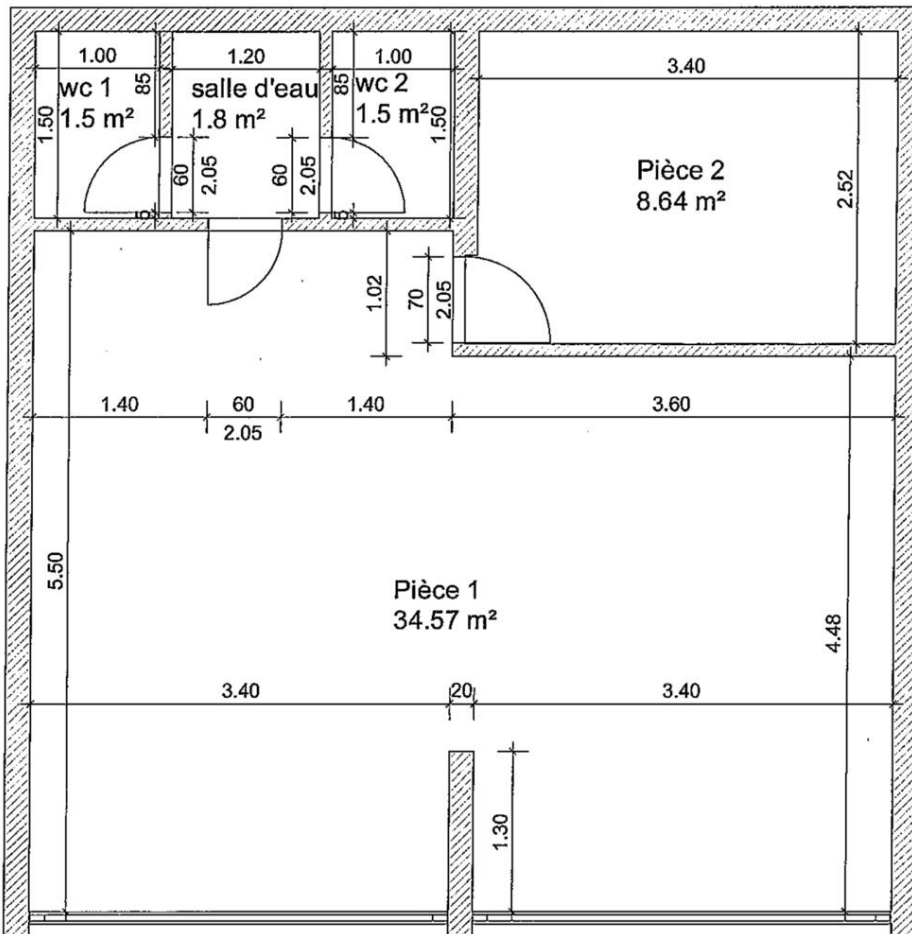 1.00
1.20
1.00
3.40
wc 1
1.5 m²
85
1.50
salle d'eau
1.8 m²
85
wc 2
1.5 m²
1.50
60
2.05
60
2.05
5
5
Pièce 2
8.64 m²
2.52
1.02
70
2.05
1.40
60
2.05
1.40
3.60
5.50
Pièce 1
34.57 m²
4.48
3.40
20
3.40
1.30